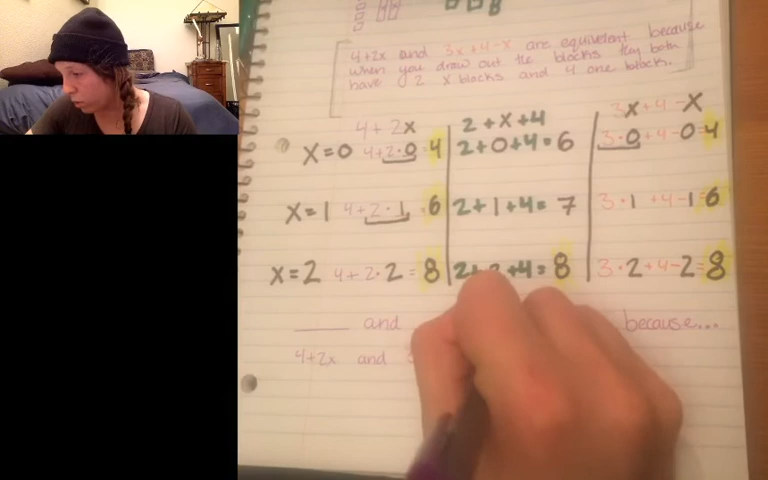 4+2x and 3x+4-x are equivalent because
when you draw out the blocks they both
have 2 x blocks and 4 one blocks.
4 + 2x 2 + x + 4 3x + 4 - x
x=0 4+2·0=4 2+0+4=6 3·0+4-0=4
x=1 4+2·1=6 2+1+4=7 3·1+4-1=6
x=2 4+2·2=8 2+2+4=8 3·2+4-2=8
____ and because...
4+2x and